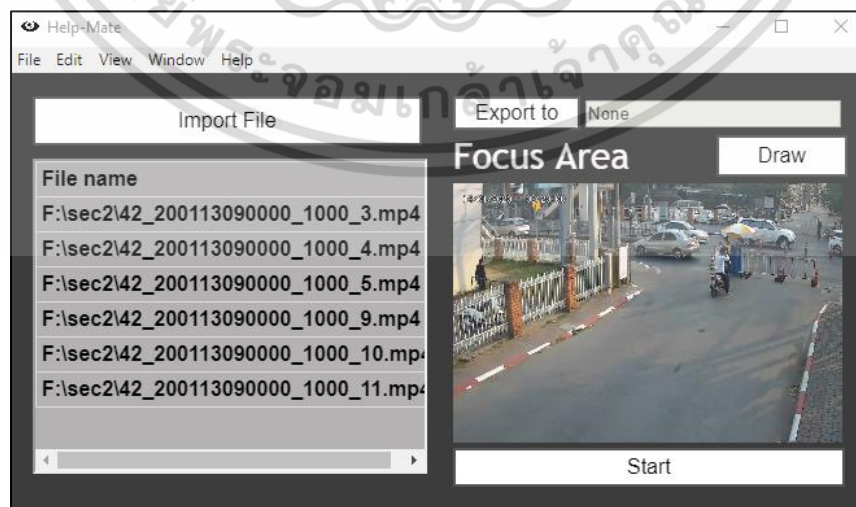 Help-Mate
File Edit View Window Help
Import File
File name
F:\sec2\42_200113090000_1000_3.mp4
F:\sec2\42_200113090000_1000_4.mp4
F:\sec2\42_200113090000_1000_5.mp4
F:\sec2\42_200113090000_1000_9.mp4
F:\sec2\42_200113090000_1000_10.mp4
F:\sec2\42_200113090000_1000_11.mp4
Export to None
Focus Area Draw
Start